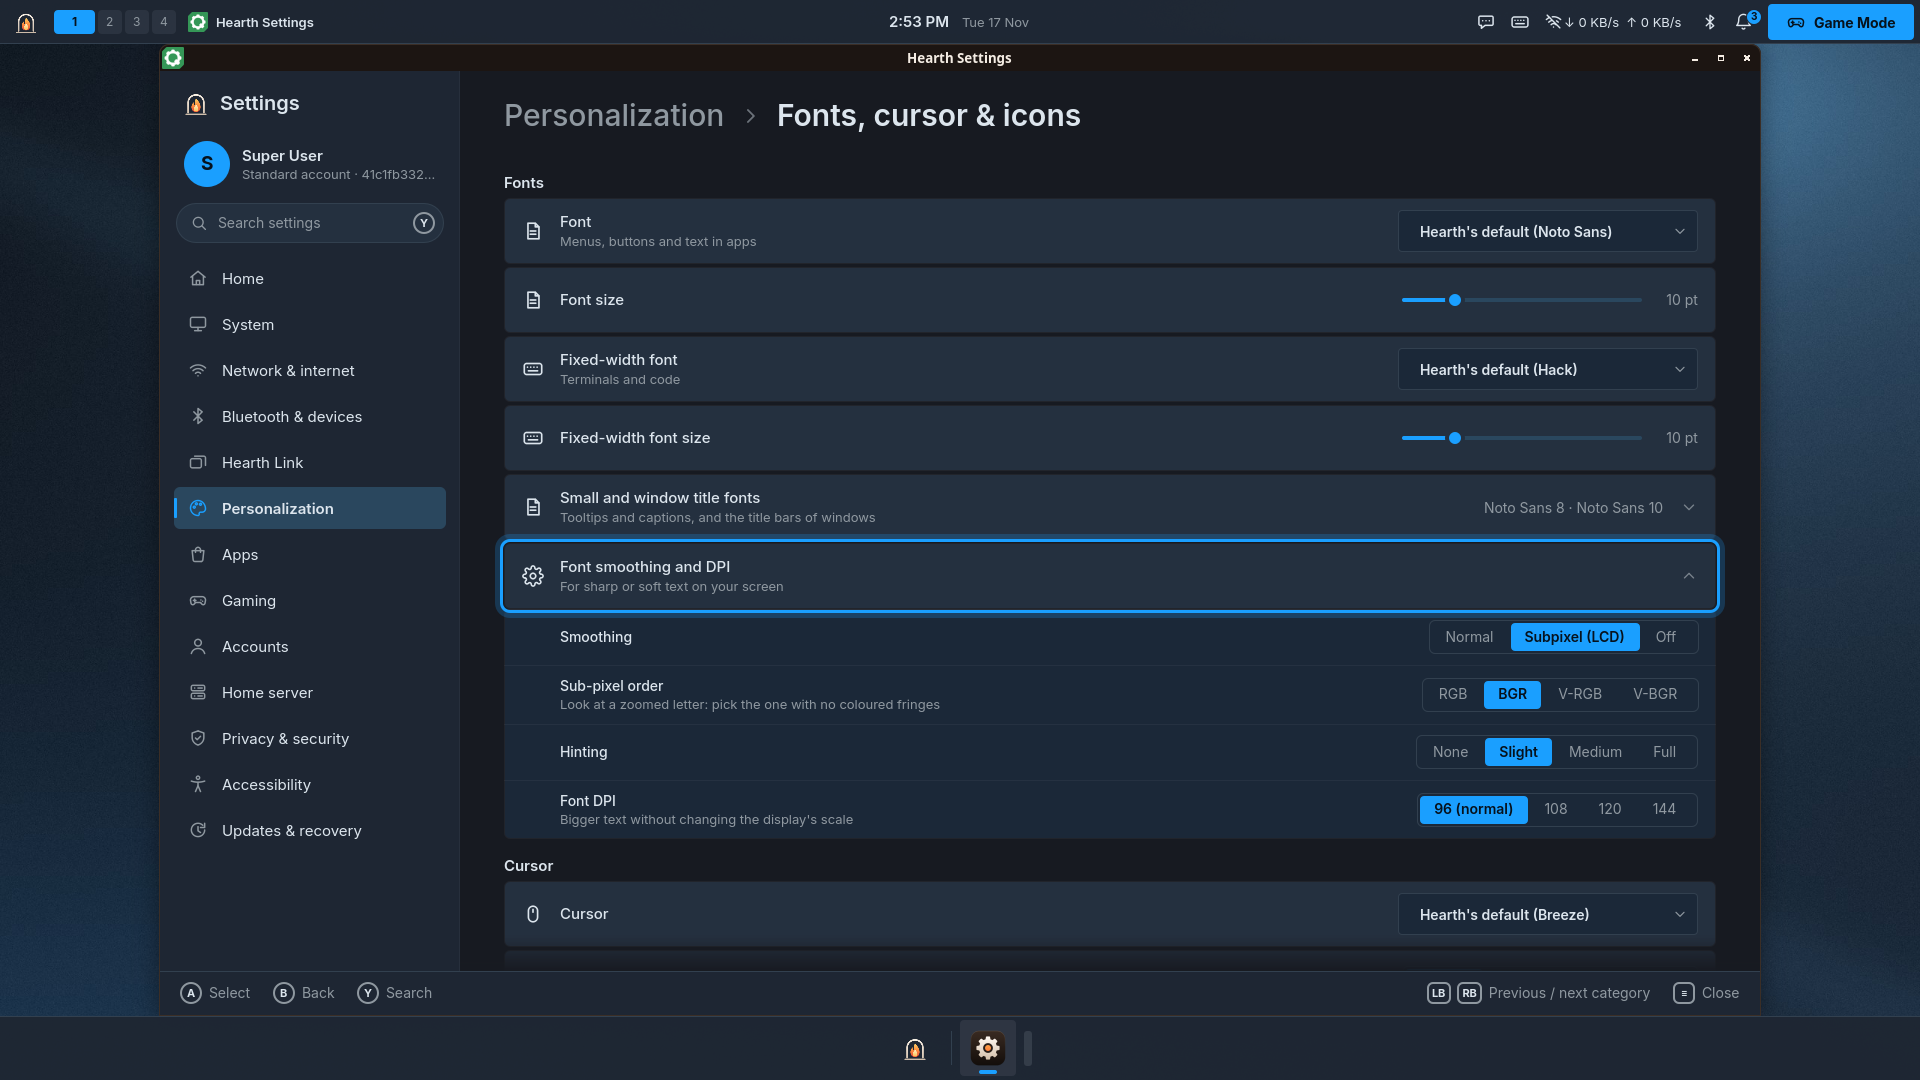 1
2
3
4
Hearth Settings
2:53 PM
Tue 17 Nov
↓ 0 KB/s ↑ 0 KB/s
3
Game Mode
Hearth Settings
Settings
S
Super User
Standard account · 41c1fb332...
Search settings
Y
Home
System
Network & internet
Bluetooth & devices
Hearth Link
Personalization
Apps
Gaming
Accounts
Home server
Privacy & security
Accessibility
Updates & recovery
Personalization > Fonts, cursor & icons
Fonts
Font
Menus, buttons and text in apps
Hearth's default (Noto Sans)
Font size
10 pt
Fixed-width font
Terminals and code
Hearth's default (Hack)
Fixed-width font size
10 pt
Small and window title fonts
Tooltips and captions, and the title bars of windows
Noto Sans 8 · Noto Sans 10
Font smoothing and DPI
For sharp or soft text on your screen
Smoothing
Normal
Subpixel (LCD)
Off
Sub-pixel order
Look at a zoomed letter: pick the one with no coloured fringes
RGB
BGR
V-RGB
V-BGR
Hinting
None
Slight
Medium
Full
Font DPI
Bigger text without changing the display's scale
96 (normal)
108
120
144
Cursor
Cursor
Hearth's default (Breeze)
A Select
B Back
Y Search
LB RB Previous / next category
Close